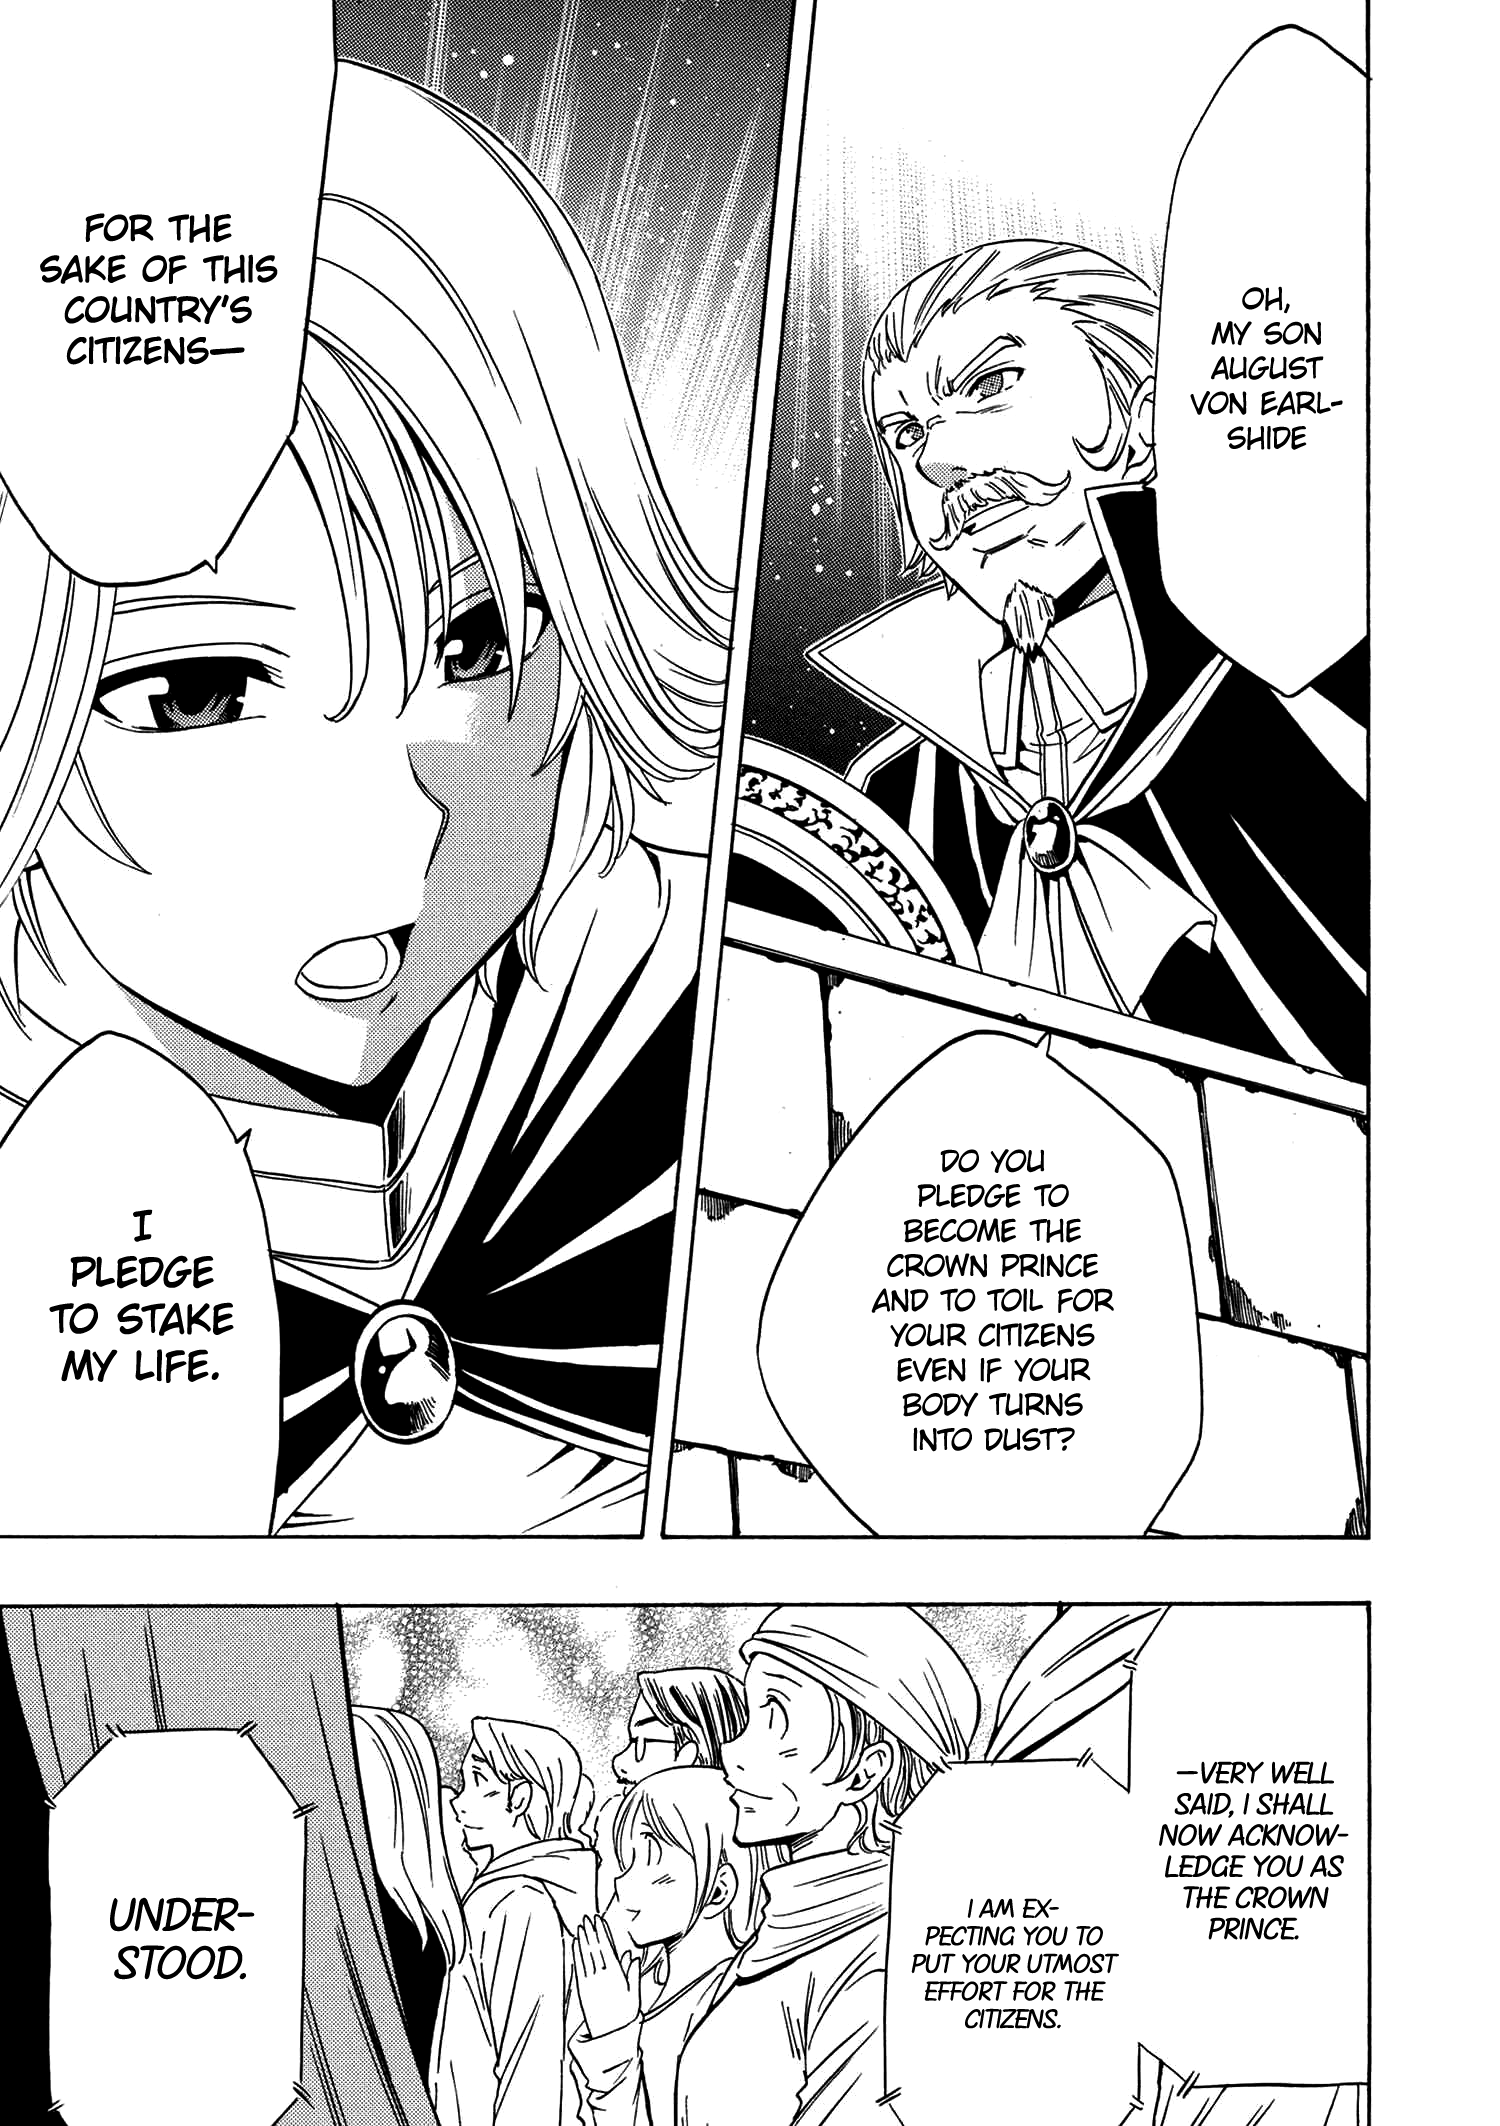 OH,
MY SON
AUGUST
VON EARL-
SHIDE
DO YOU
PLEDGE TO
BECOME THE
CROWN PRINCE
AND TO TOIL FOR
YOUR CITIZENS
EVEN IF YOUR
BODY TURNS
INTO DUST?
FOR THE
SAKE OF THIS
COUNTRY'S
CITIZENS—
I
PLEDGE
TO STAKE
MY LIFE.
—VERY WELL
SAID, I SHALL
NOW ACKNOW-
LEDGE YOU AS
THE CROWN
PRINCE.
I AM EX-
PECTING YOU TO
PUT YOUR UTMOST
EFFORT FOR THE
CITIZENS.
UNDER-
STOOD.